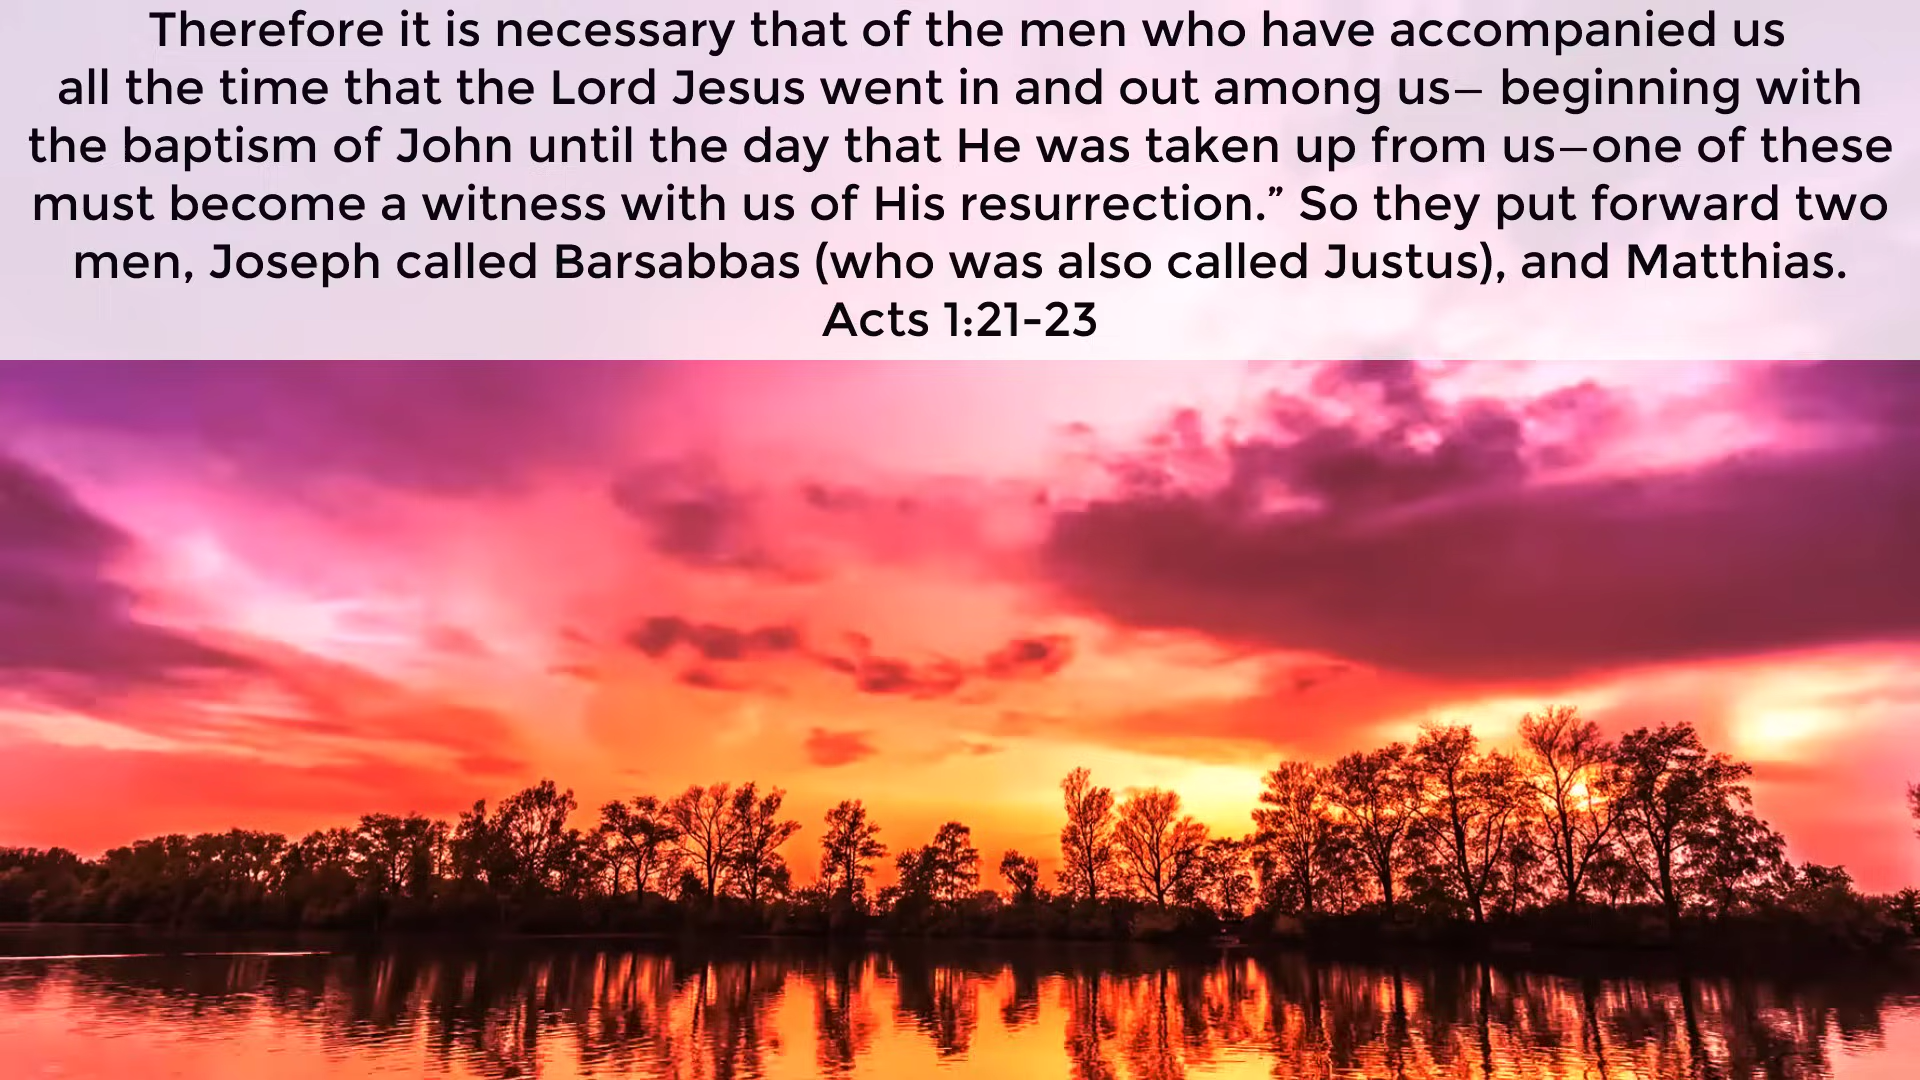 Therefore it is necessary that of the men who have accompanied us
all the time that the Lord Jesus went in and out among us— beginning with
the baptism of John until the day that He was taken up from us—one of these
must become a witness with us of His resurrection.” So they put forward two
men, Joseph called Barsabbas (who was also called Justus), and Matthias.
Acts 1:21-23